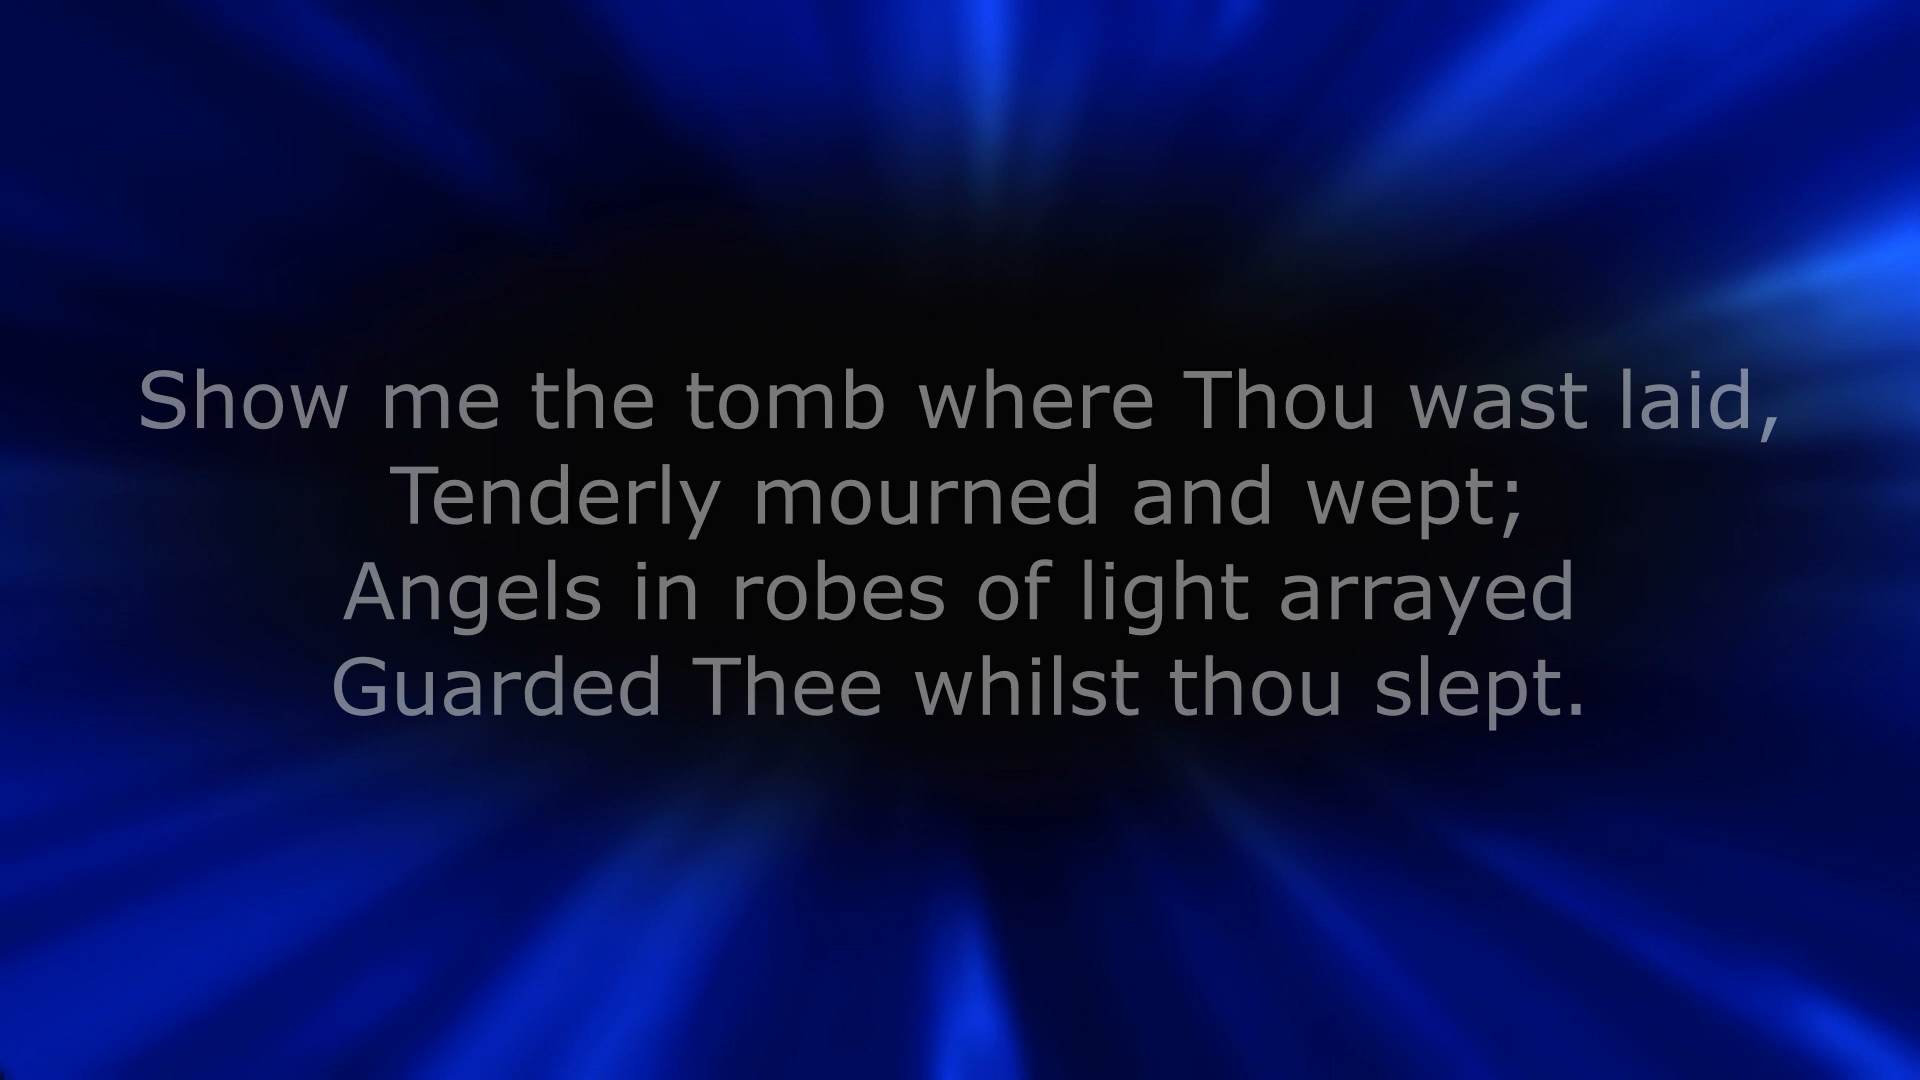 Show me the tomb where Thou wast laid,
Tenderly mourned and wept;
Angels in robes of light arrayed
Guarded Thee whilst thou slept.